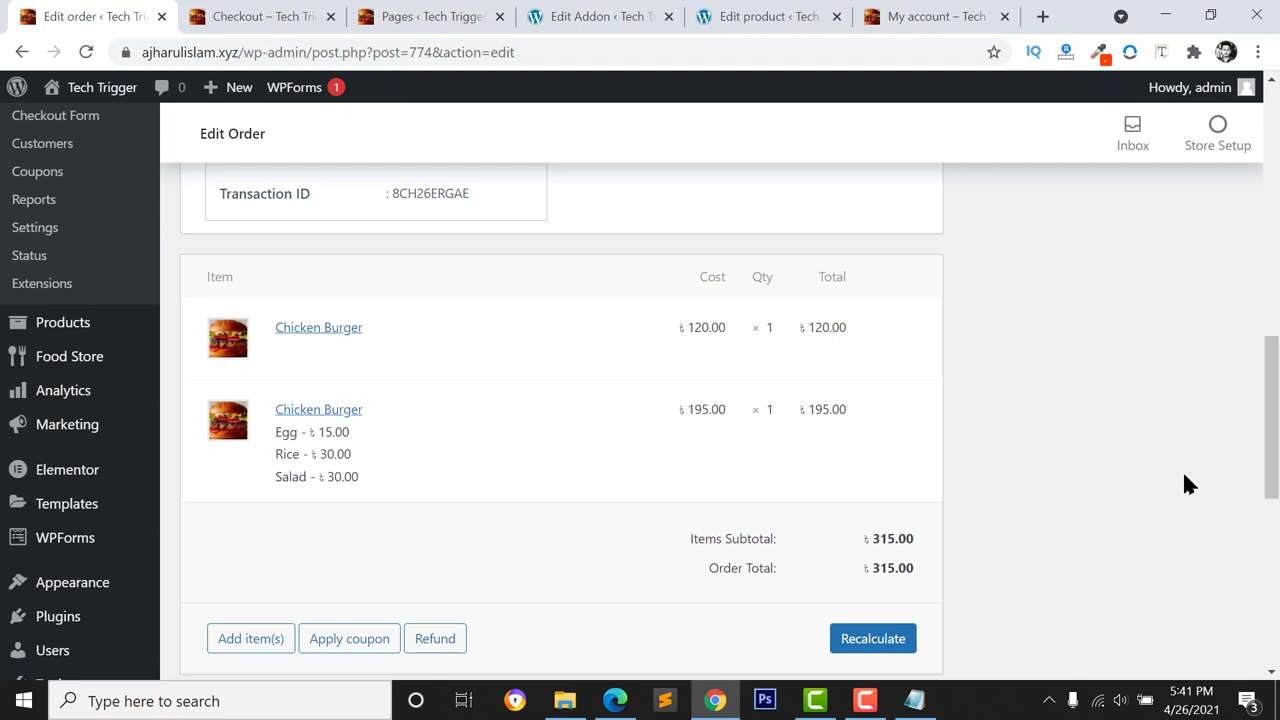 Edit order ‹ Tech Tri
Checkout – Tech Trigger
Pages ‹ Tech Trigger
Edit Addon ‹ Tech T
Edit product ‹ Tech
My account – Tech
ajharulislam.xyz/wp-admin/post.php?post=774&action=edit
Tech Trigger
0
New
WPForms
1
Howdy, admin
Checkout Form
Customers
Coupons
Reports
Settings
Status
Extensions
Products
Food Store
Analytics
Marketing
Elementor
Templates
WPForms
Appearance
Plugins
Users
Edit Order
Inbox
Store Setup
Transaction ID : 8CH26ERGAE
Item Cost Qty Total
Chicken Burger ৳ 120.00 × 1 ৳ 120.00
Chicken Burger ৳ 195.00 × 1 ৳ 195.00
Egg - ৳ 15.00
Rice - ৳ 30.00
Salad - ৳ 30.00
Items Subtotal: ৳ 315.00
Order Total: ৳ 315.00
Add item(s) Apply coupon Refund Recalculate
Type here to search
5:41 PM
4/26/2021
3